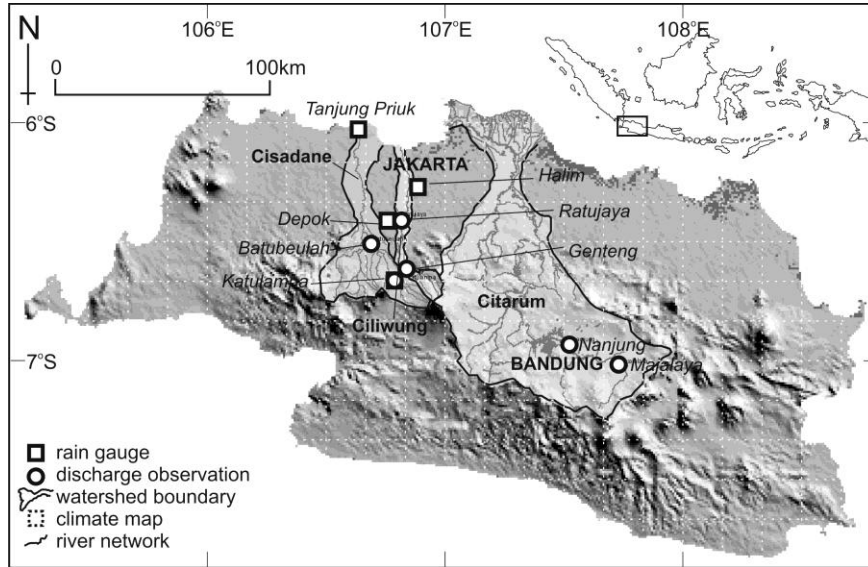 106°E
107°E
108°E
N
0
100km
Tanjung Priuk
6°S
Cisadane
JAKARTA
Halim
Depok
Ratujaya
Batubeulah
Genteng
Katulampa
Citarum
Ciliwung
Nanjung
7°S
BANDUNG
Majalaya
rain gauge
discharge observation
watershed boundary
climate map
river network